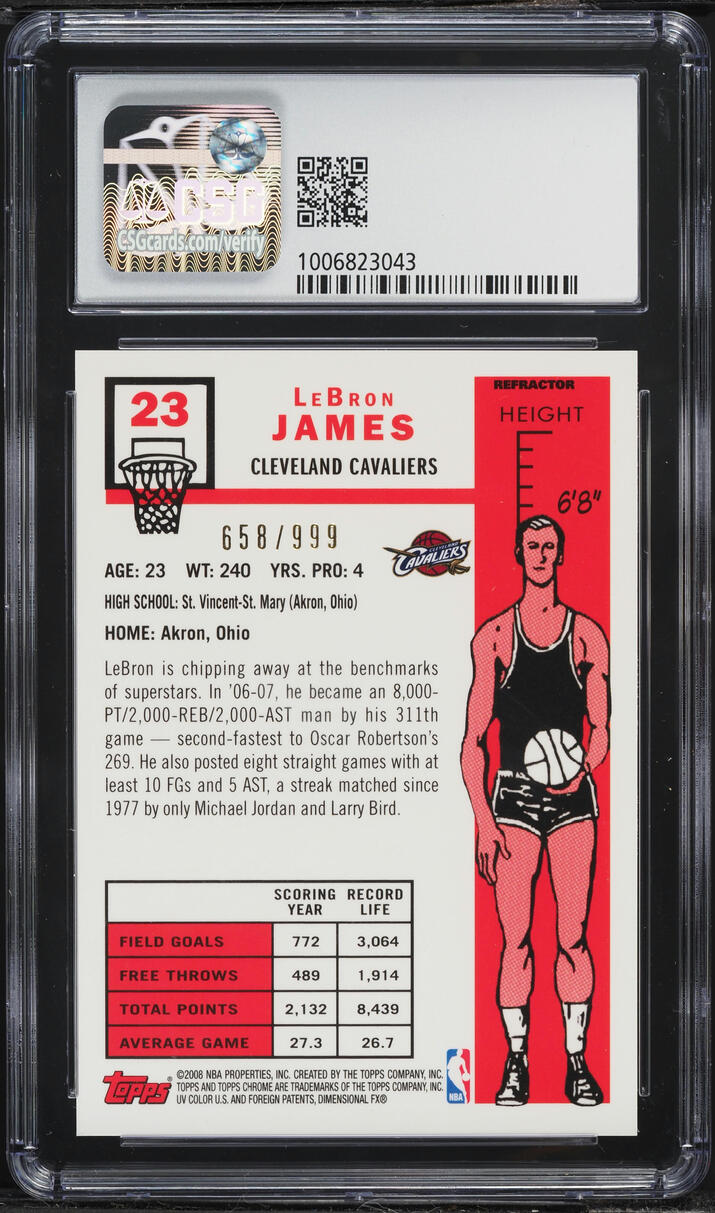 CSG
CSGcards.com/verify
1006823043
23
LeBron
JAMES
CLEVELAND CAVALIERS
REFRACTOR
HEIGHT
6'8"
658/999
CLEVELAND
CAVALIERS
AGE: 23 WT: 240 YRS. PRO: 4
HIGH SCHOOL: St. Vincent-St. Mary (Akron, Ohio)
HOME: Akron, Ohio
LeBron is chipping away at the benchmarks
of superstars. In '06-07, he became an 8,000-
PT/2,000-REB/2,000-AST man by his 311th
game — second-fastest to Oscar Robertson's
269. He also posted eight straight games with at
least 10 FGs and 5 AST, a streak matched since
1977 by only Michael Jordan and Larry Bird.
SCORING RECORD
YEAR LIFE
FIELD GOALS 772 3,064
FREE THROWS 489 1,914
TOTAL POINTS 2,132 8,439
AVERAGE GAME 27.3 26.7
Topps®
©2008 NBA PROPERTIES, INC. CREATED BY THE TOPPS COMPANY, INC.
TOPPS AND TOPPS CHROME ARE TRADEMARKS OF THE TOPPS COMPANY, INC.
UV COLOR U.S. AND FOREIGN PATENTS, DIMENSIONAL FX®
NBA